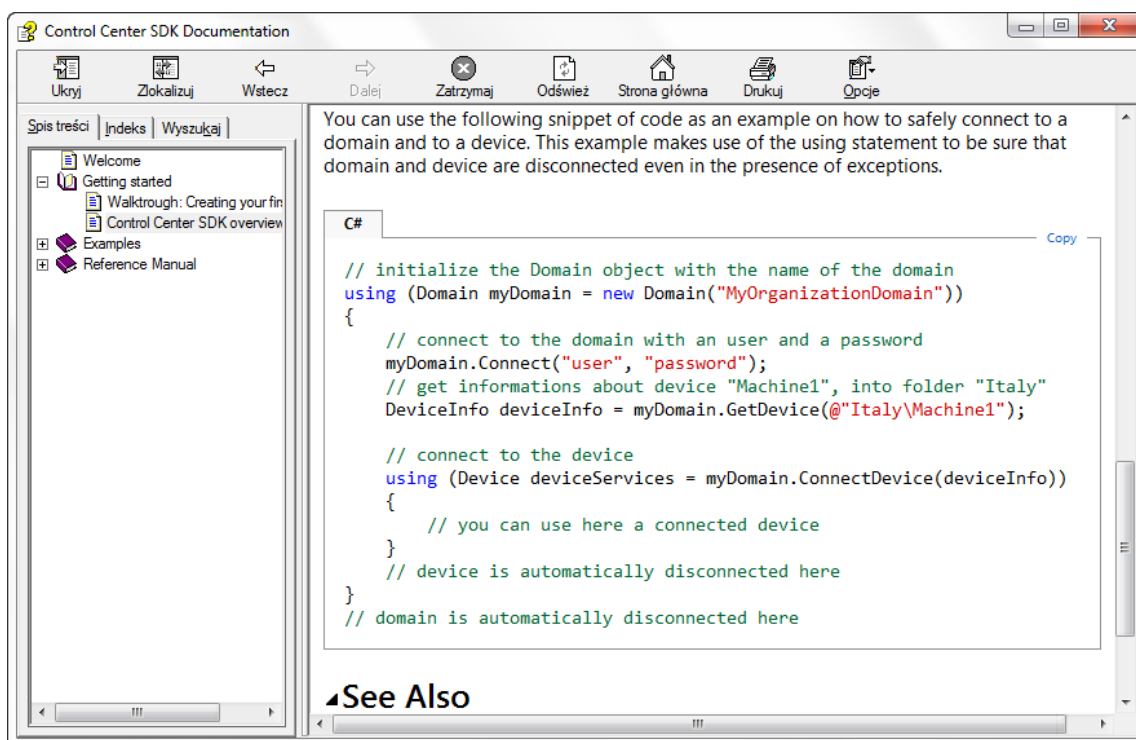 Control Center SDK Documentation
Ukryj Zlokalizuj Wstecz Dalej Zatrzymaj Odśwież Strona główna Drukuj Opcje
Spis treści Indeks Wyszukaj
Welcome
Getting started
Walktrough: Creating your fir
Control Center SDK overview
Examples
Reference Manual
You can use the following snippet of code as an example on how to safely connect to a
domain and to a device. This example makes use of the using statement to be sure that
domain and device are disconnected even in the presence of exceptions.
C#
Copy
// initialize the Domain object with the name of the domain
using (Domain myDomain = new Domain("MyOrganizationDomain"))
{
    // connect to the domain with an user and a password
    myDomain.Connect("user", "password");
    // get informations about device "Machine1", into folder "Italy"
    DeviceInfo deviceInfo = myDomain.GetDevice(@"Italy\Machine1");
    // connect to the device
    using (Device deviceServices = myDomain.ConnectDevice(deviceInfo))
    {
        // you can use here a connected device
    }
    // device is automatically disconnected here
}
// domain is automatically disconnected here
See Also